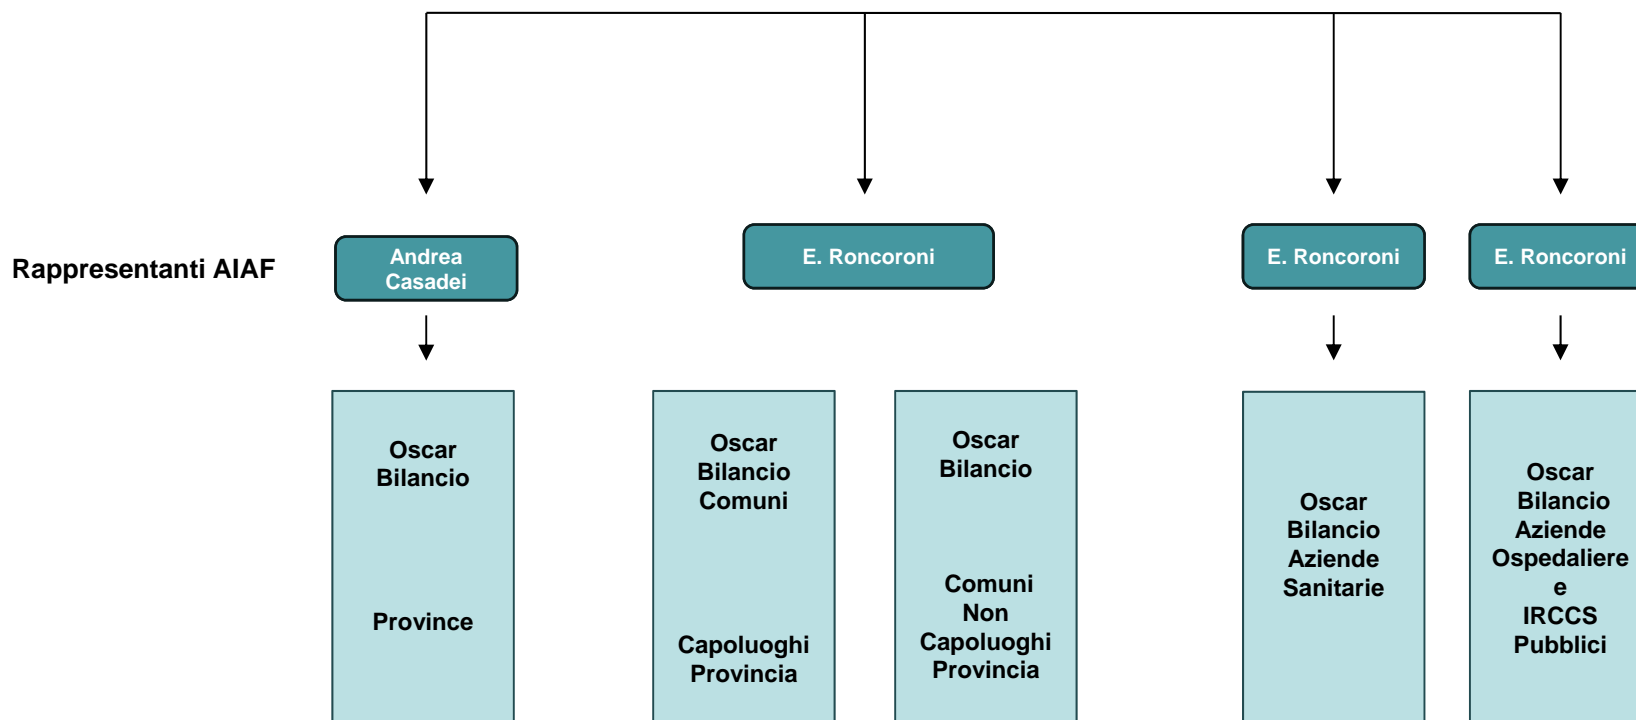 Rappresentanti AIAF
Andrea
Casadei
E. Roncoroni
E. Roncoroni
E. Roncoroni
Oscar
Bilancio
Province
Oscar
Bilancio
Comuni
Capoluoghi
Provincia
Oscar
Bilancio
Comuni
Non
Capoluoghi
Provincia
Oscar
Bilancio
Aziende
Sanitarie
Oscar
Bilancio
Aziende
Ospedaliere
e
IRCCS
Pubblici